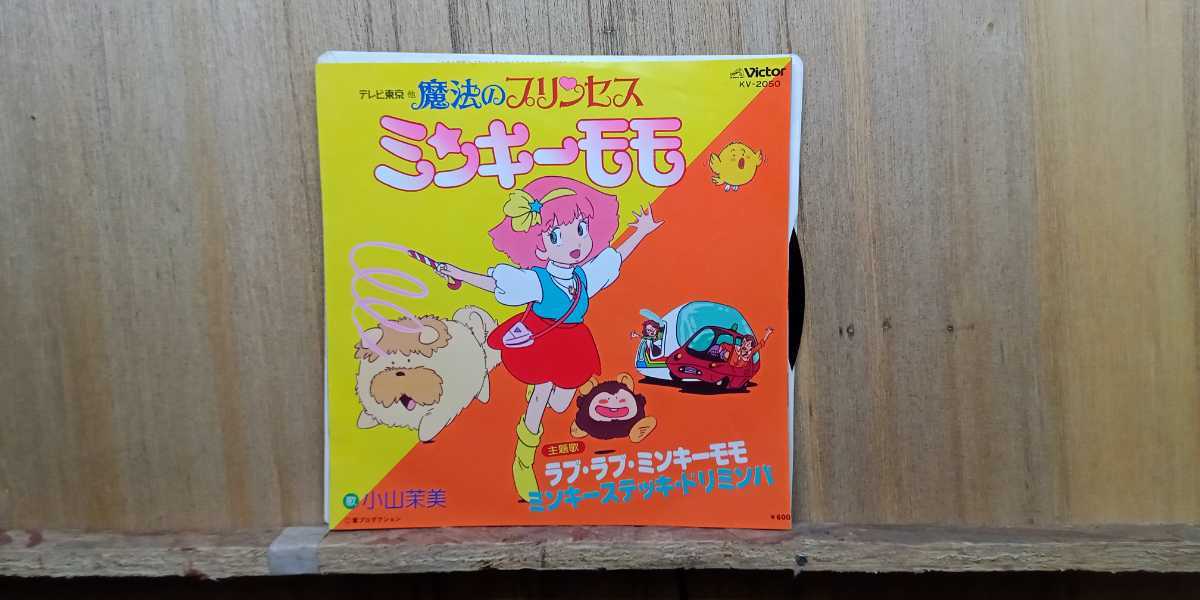 テレビ東京 他 魔法のプリンセス
ミンキーモモ
Victor
KV-2050
主題歌
ラブ・ラブ・ミンキーモモ
ミンキーステッキ・ドリミンパ
歌 小山茉美
¥600